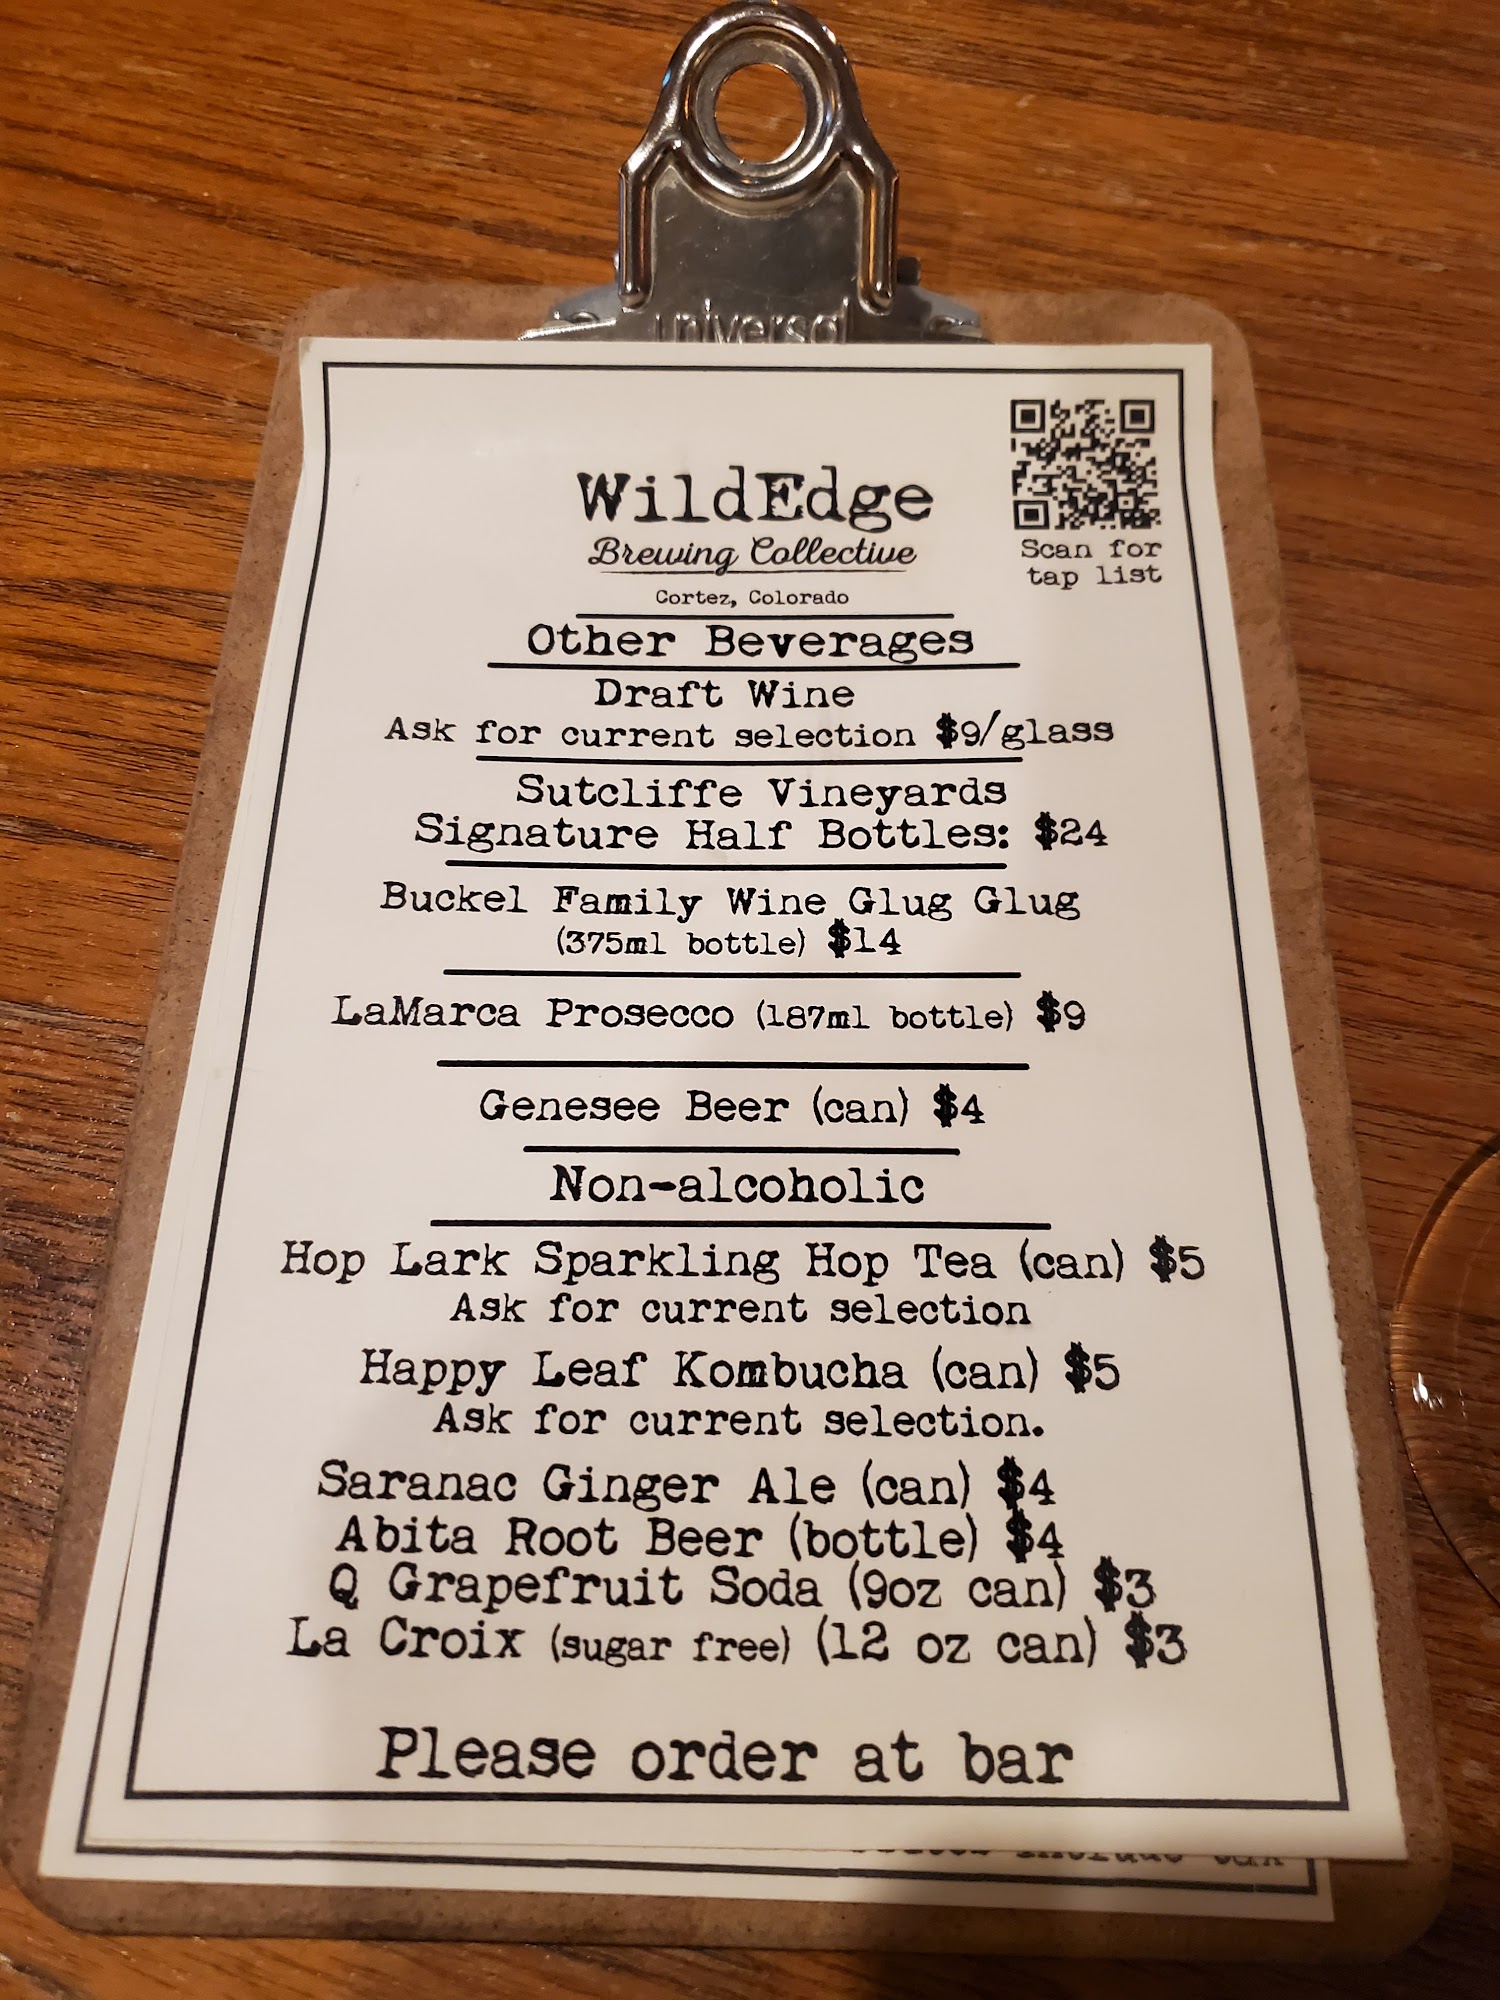 universal
WildEdge
Brewing Collective
Cortez, Colorado
Scan for
tap list
Other Beverages
Draft Wine
Ask for current selection $9/glass
Sutcliffe Vineyards
Signature Half Bottles: $24
Buckel Family Wine Glug Glug
(375ml bottle) $14
LaMarca Prosecco (187ml bottle) $9
Genesee Beer (can) $4
Non-alcoholic
Hop Lark Sparkling Hop Tea (can) $5
Ask for current selection
Happy Leaf Kombucha (can) $5
Ask for current selection.
Saranac Ginger Ale (can) $4
Abita Root Beer (bottle) $4
Q Grapefruit Soda (9oz can) $3
La Croix (sugar free) (12 oz can) $3
Please order at bar